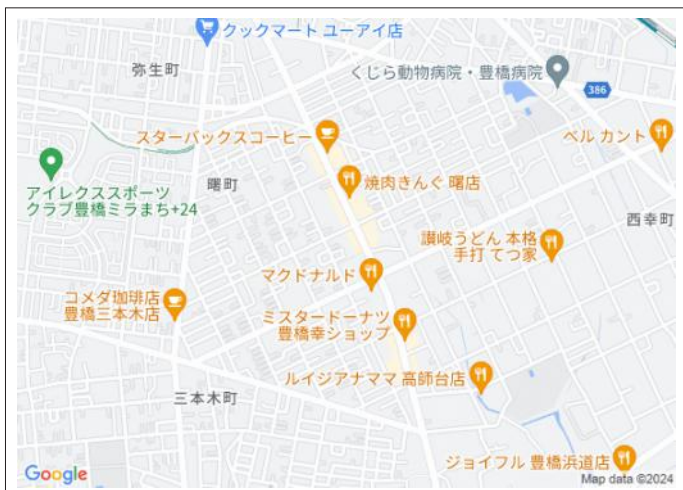 クックマート ユーアイ店
弥生町
くじら動物病院・豊橋病院
386
スターバックスコーヒー
ベル カント
焼肉きんぐ 曙店
アイレクススポーツ
クラブ豊橋ミラまち+24
曙町
西幸町
讃岐うどん 本格
手打 てつ家
マクドナルド
コメダ珈琲店
豊橋三本木店
ミスタードーナツ
豊橋幸ショップ
ルイジアナママ 高師台店
三本木町
ジョイフル 豊橋浜道店
Google
Map data ©2024